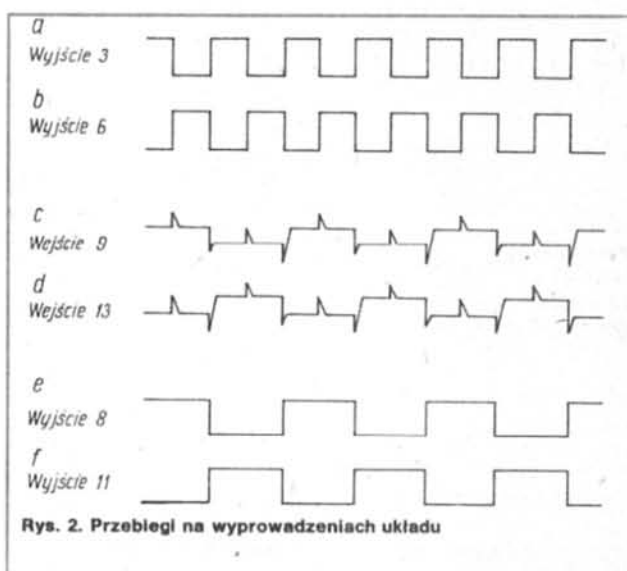 a
Wyjście 3
b
Wyjście 6
c
Wejście 9
d
Wejście 13
e
Wyjście 8
f
Wyjście 11
Rys. 2. Przebiegi na wyprowadzeniach układu